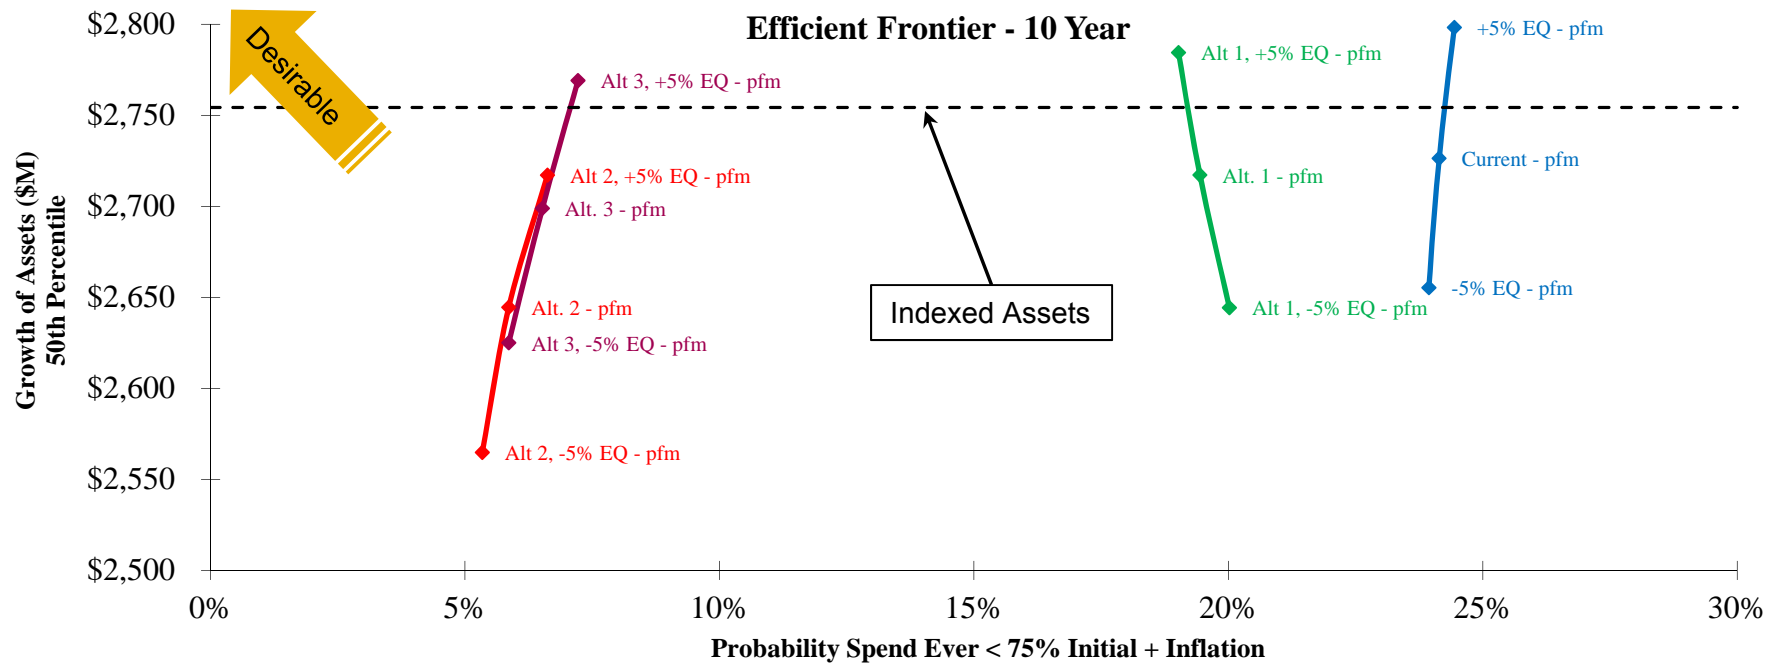 Efficient Frontier - 10 Year
Desirable
$2,800
$2,750
$2,700
$2,650
$2,600
$2,550
$2,500
Growth of Assets ($M)
50th Percentile
Alt 3, +5% EQ - pfm
Alt 2, +5% EQ - pfm
Alt. 3 - pfm
Alt. 2 - pfm
Alt 3, -5% EQ - pfm
Alt 2, -5% EQ - pfm
Indexed Assets
Alt 1, +5% EQ - pfm
Alt. 1 - pfm
Alt 1, -5% EQ - pfm
+5% EQ - pfm
Current - pfm
-5% EQ - pfm
0%
5%
10%
15%
20%
25%
30%
Probability Spend Ever < 75% Initial + Inflation